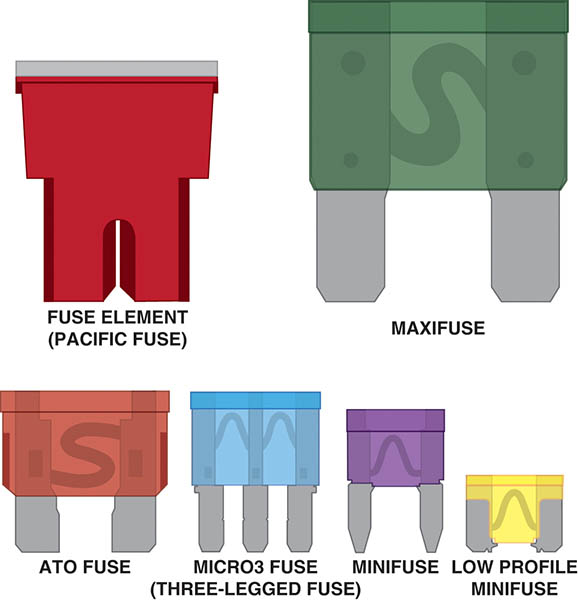 FUSE ELEMENT
(PACIFIC FUSE)
MAXIFUSE
ATO FUSE
MICRO3 FUSE
(THREE-LEGGED FUSE)
MINIFUSE
LOW PROFILE
MINIFUSE